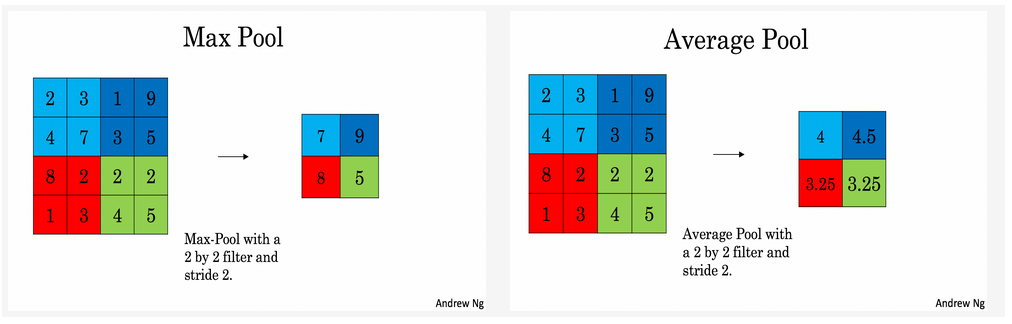 Max Pool
2 3 1 9
4 7 3 5
8 2 2 2
1 3 4 5
7 9
8 5
Max-Pool with a
2 by 2 filter and
stride 2.
Andrew Ng
Average Pool
2 3 1 9
4 7 3 5
8 2 2 2
1 3 4 5
4 4.5
3.25 3.25
Average Pool with
a 2 by 2 filter and
stride 2.
Andrew Ng